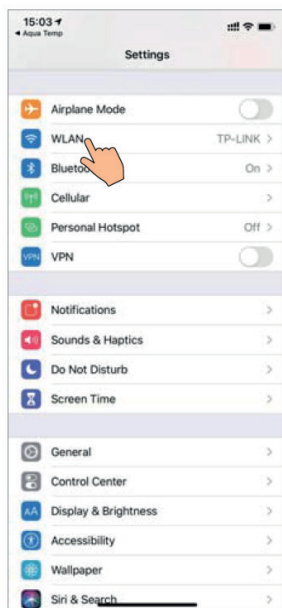 15:03
Aqua Temp
Settings
Airplane Mode
WLAN TP-LINK
On
Cellular
Personal Hotspot Off
VPN VPN
Notifications
Sounds & Haptics
Do Not Disturb
Screen Time
General
Control Center
AA Display & Brightness
Accessibility
Wallpaper
Siri & Search